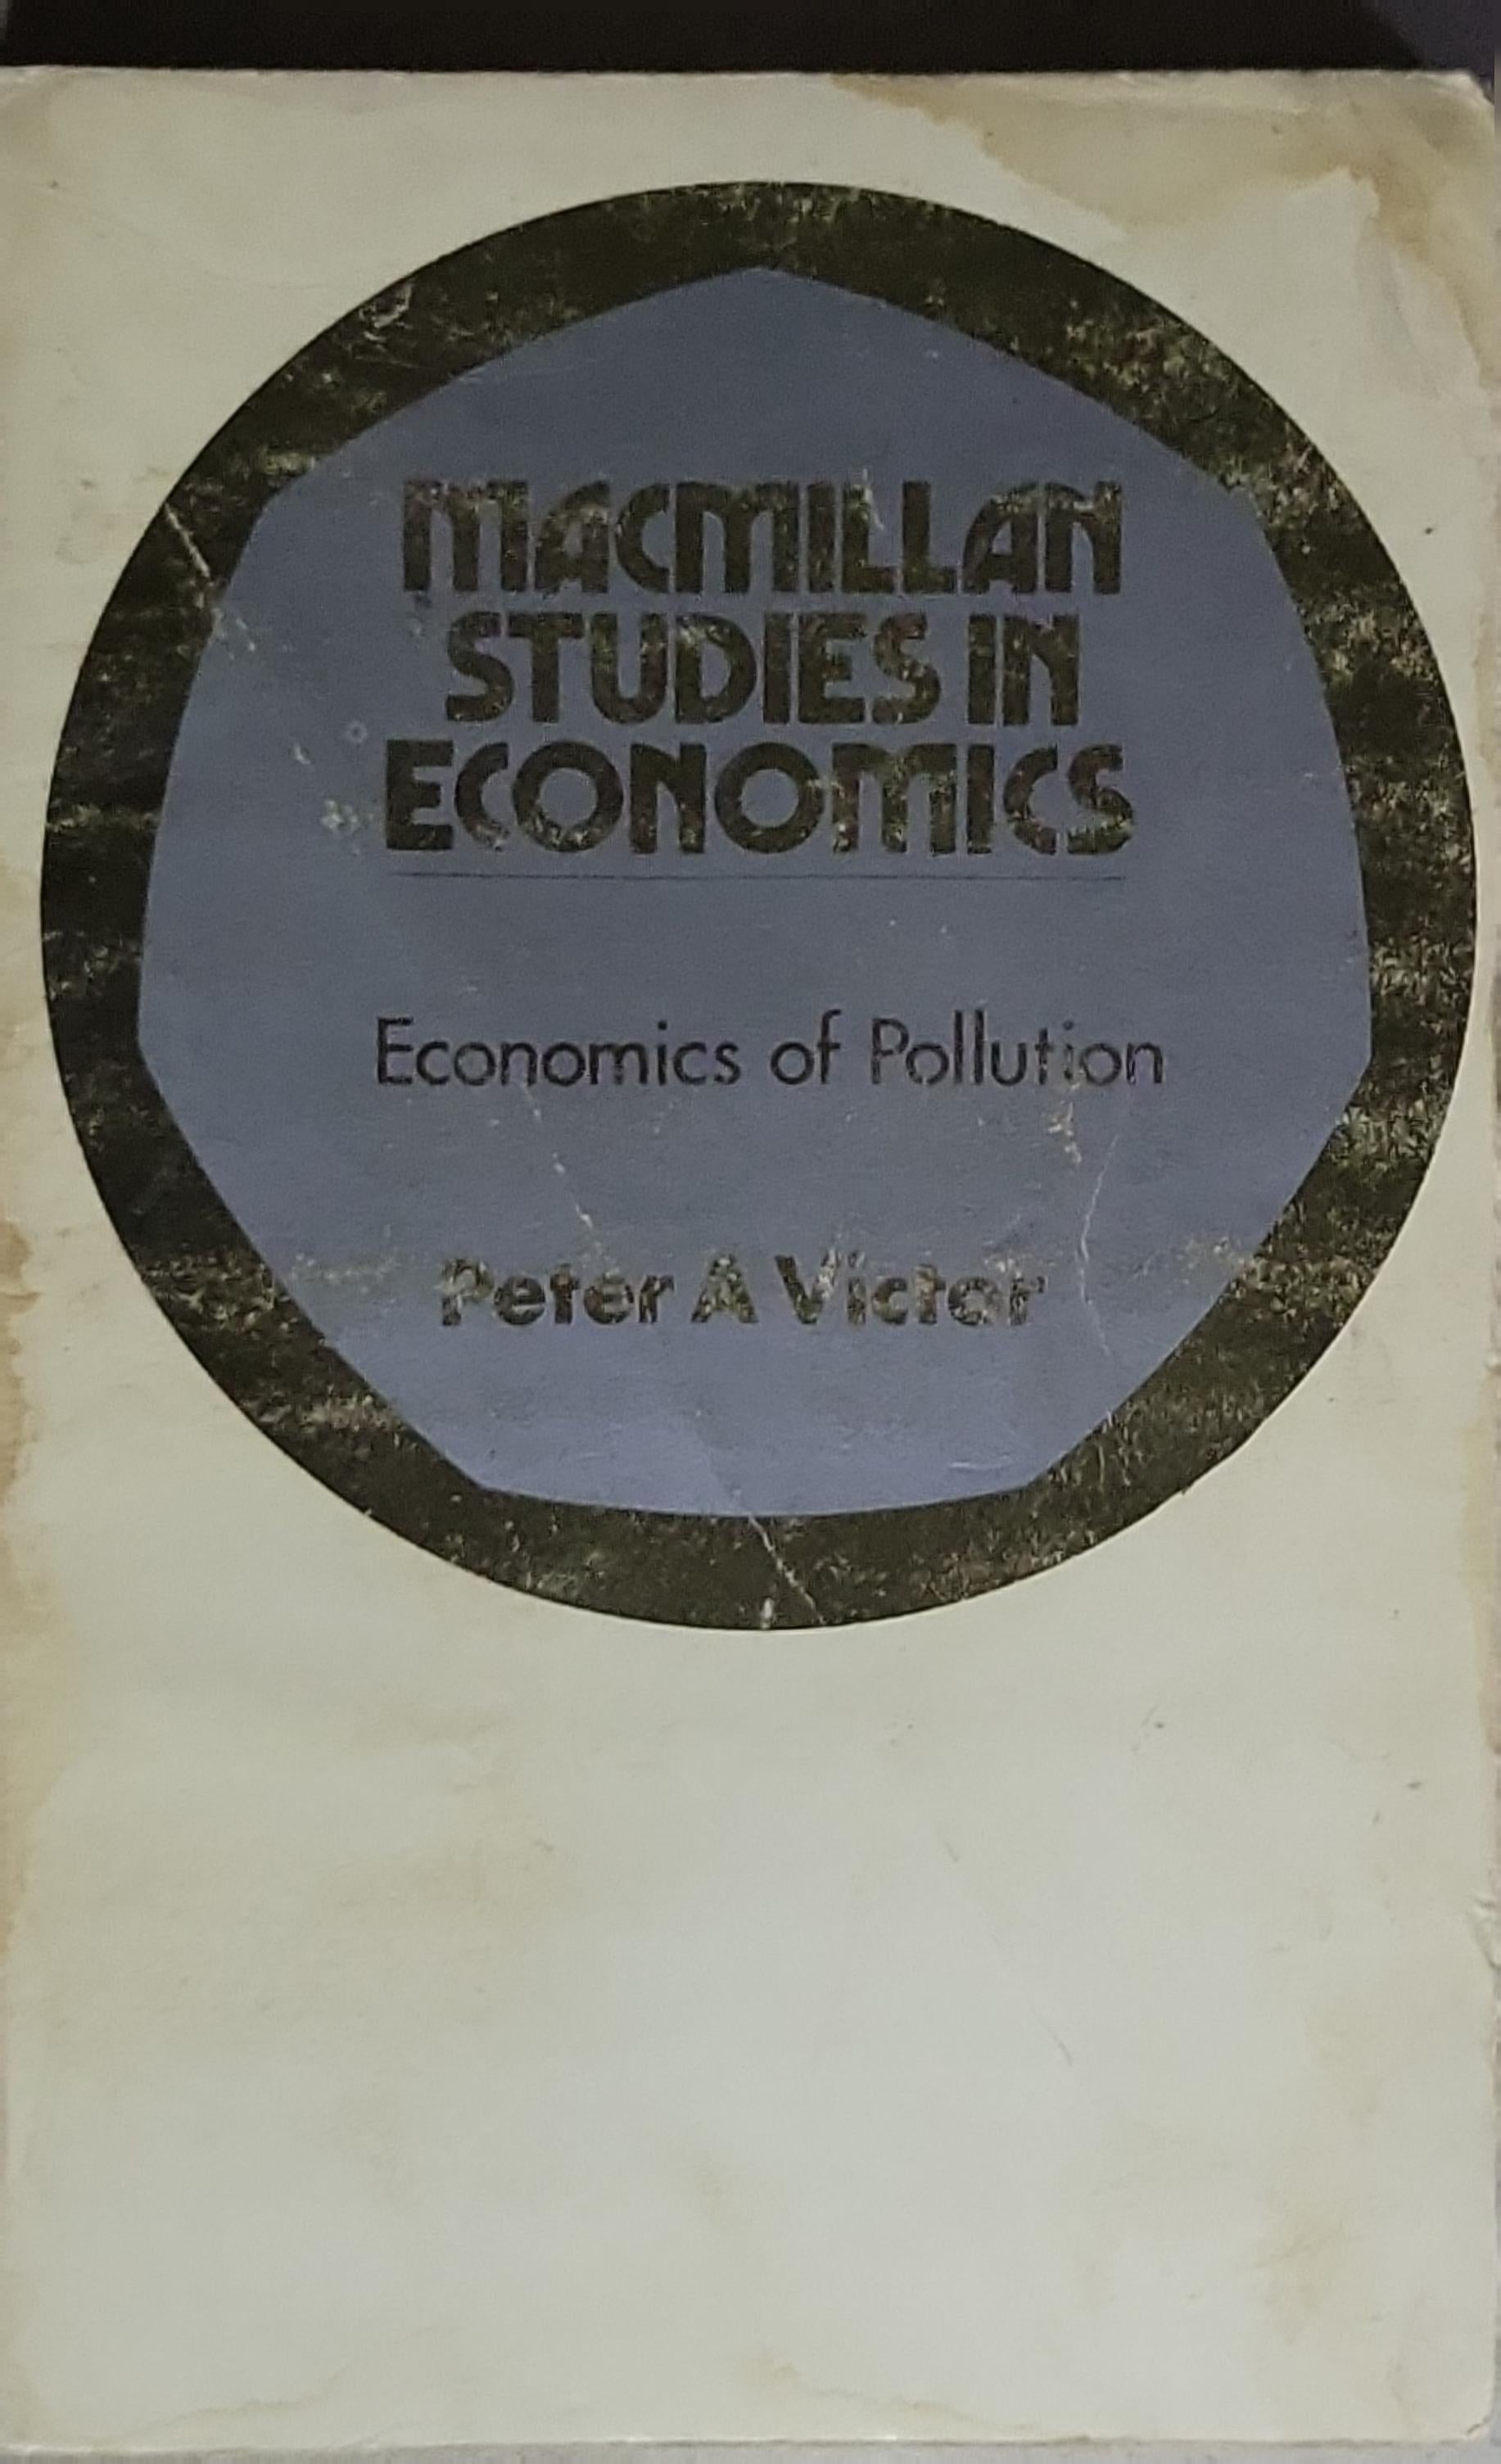 MACMILLAN
STUDIES IN
ECONOMICS
Economics of Pollution
Peter A Victor